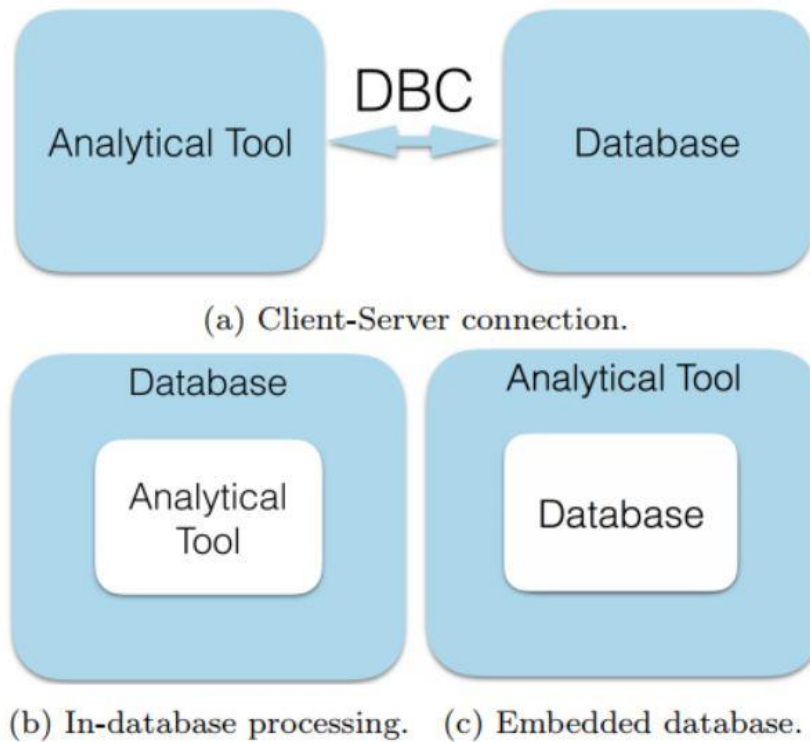 DBC
Analytical Tool
Database
(a) Client-Server connection.
Database
Analytical
Tool
(b) In-database processing.
Analytical Tool
Database
(c) Embedded database.